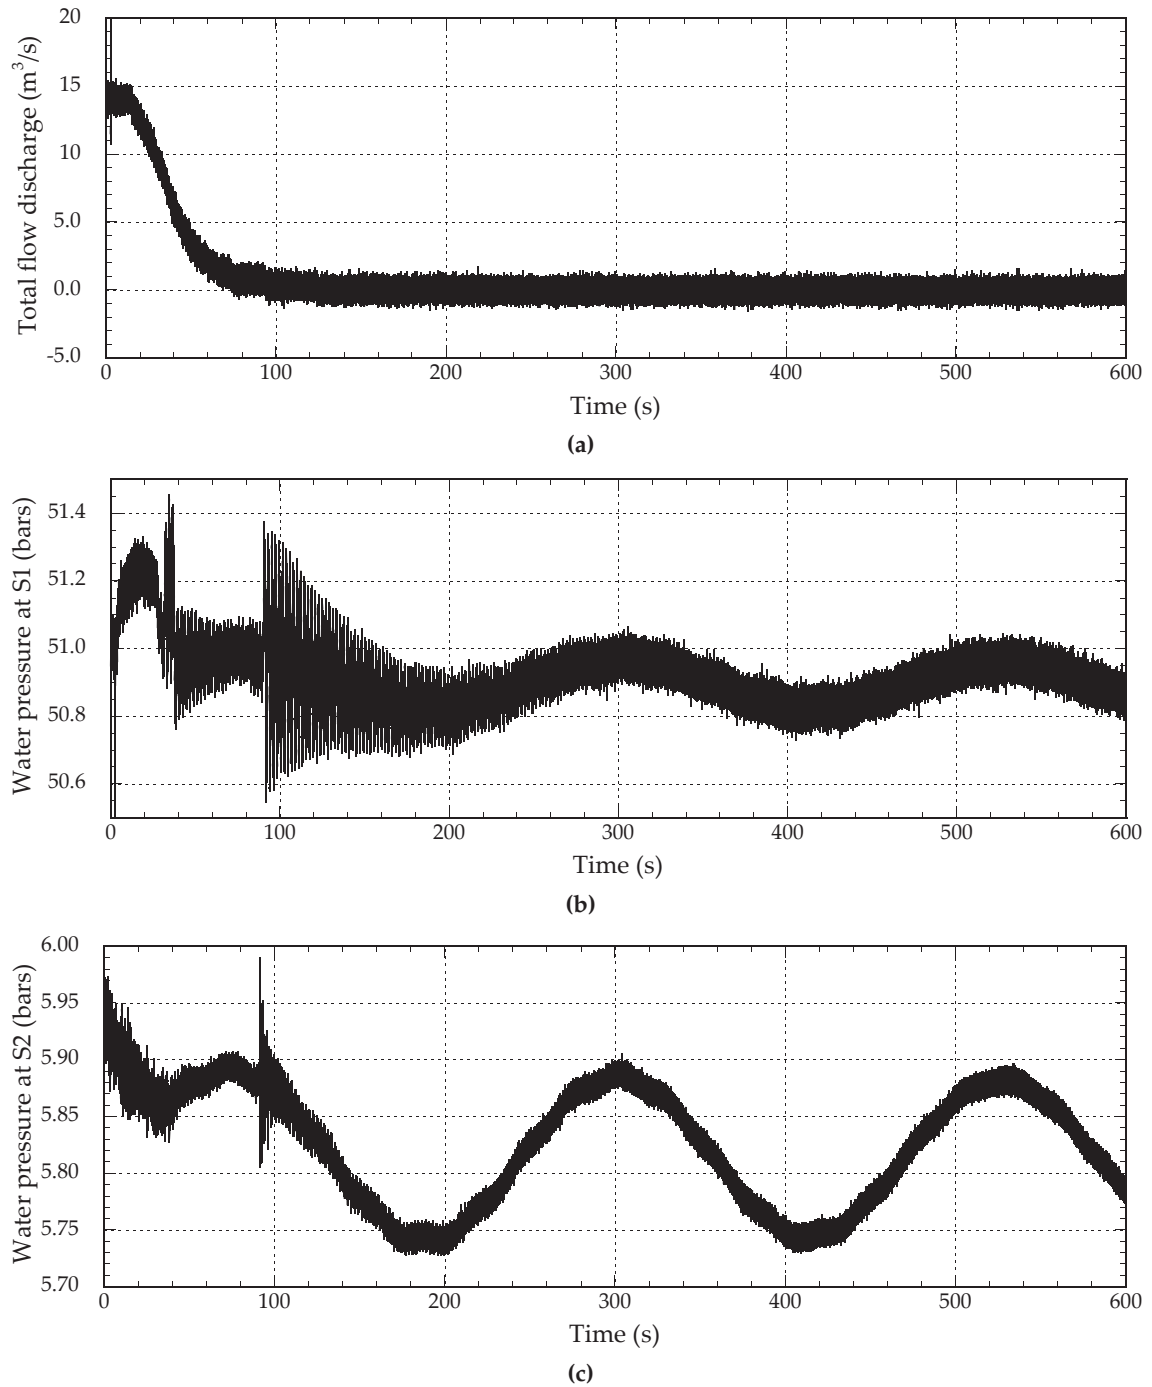 20
15
10
5.0
0.0
-5.0
Total flow discharge (m³/s)
0 100 200 300 400 500 600
Time (s)
(a)
51.4
51.2
51.0
50.8
50.6
Water pressure at S1 (bars)
0 100 200 300 400 500 600
Time (s)
(b)
6.00
5.95
5.90
5.85
5.80
5.75
5.70
Water pressure at S2 (bars)
0 100 200 300 400 500 600
Time (s)
(c)